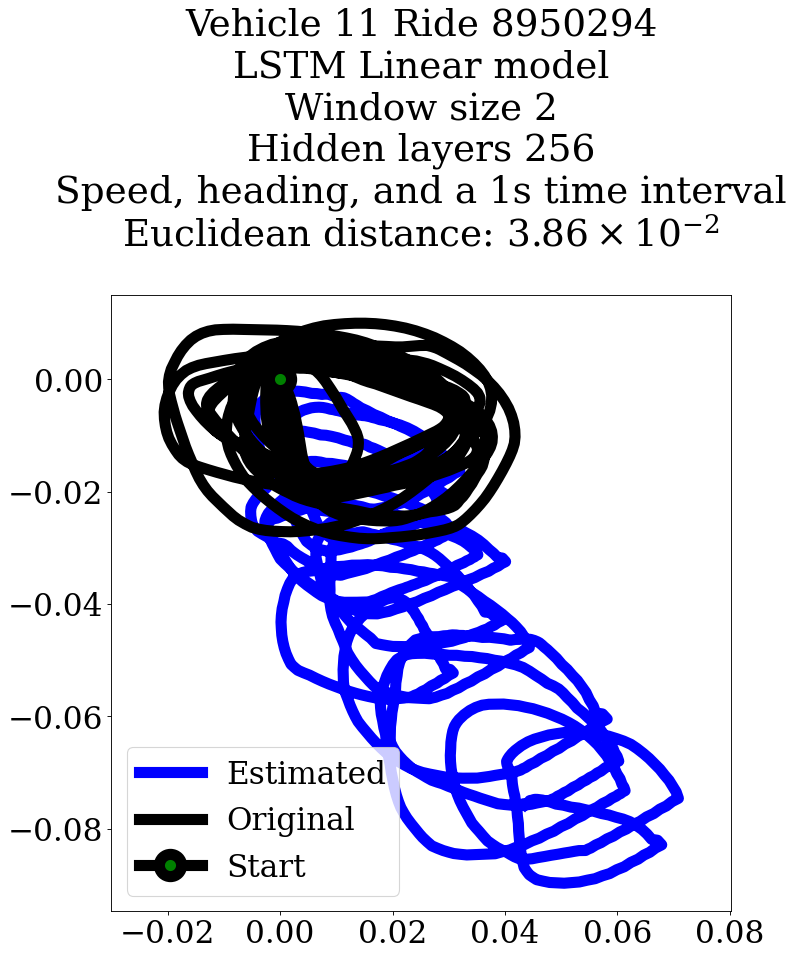 Vehicle 11 Ride 8950294
LSTM Linear model
Window size 2
Hidden layers 256
Speed, heading, and a 1s time interval
Euclidean distance: 3.86 × 10⁻²
0.00
−0.02
−0.04
−0.06
−0.08
Estimated
Original
Start
−0.02 0.00 0.02 0.04 0.06 0.08